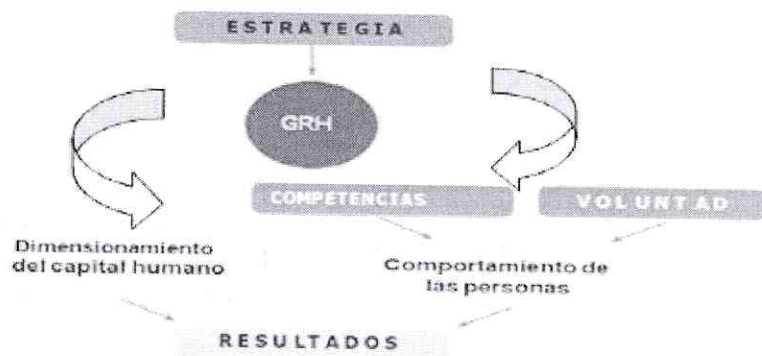 ESTRATEGIA
GRH
COMPETENCIAS
VOLUNTAD
Dimensionamiento
del capital humano
Comportamiento de
las personas
RESULTADOS